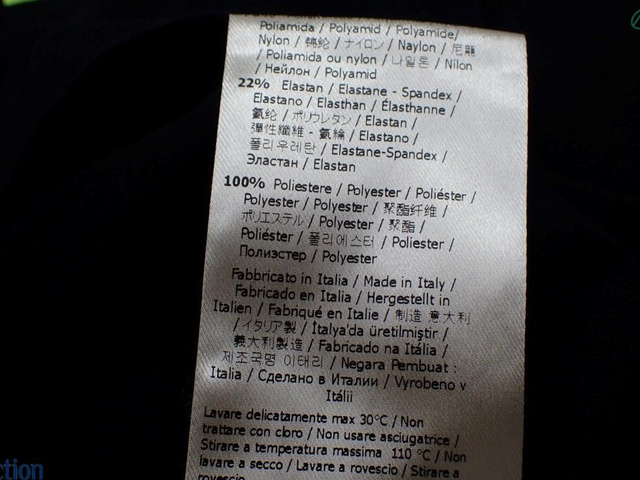 Poliamida / Polyamid / Polyamide/
Nylon / 锦纶 / ナイロン / Naylon / 尼龍
/ Poliamida ou nylon / 나일론 / Nilon
/ Нейлон / Polyamid
22% Elastan / Elastane - Spandex /
Elastano / Elasthan / Élasthanne /
氨纶 / ポリウレタン / Elastan /
彈性纖維 - 氨綸 / Elastano /
폴리우레탄 / Elastane-Spandex /
Эластан / Elastan
100% Poliestere / Polyester / Poliéster /
Polyester / Polyester / 聚酯纤维 /
ポリエステル / Polyester / 聚酯 /
Poliéster / 폴리에스터 / Poliester /
Полиэстер / Polyester
Fabbricato in Italia / Made in Italy /
Fabricado en Italia / Hergestellt in
Italien / Fabriqué en Italie / 制造 意大利
/ イタリア製 / İtalya'da üretilmiştir /
義大利製造 / Fabricado na Itália /
제조국명 이태리 / Negara Pembuat :
Italia / Сделано в Италии / Vyrobeno v
Itálii
Lavare delicatamente max 30°C / Non
trattare con cloro / Non usare asciugatrice /
Stirare a temperatura massima 110 °C / Non
lavare a secco / Lavare a rovescio / Stirare a
rovescio
ction